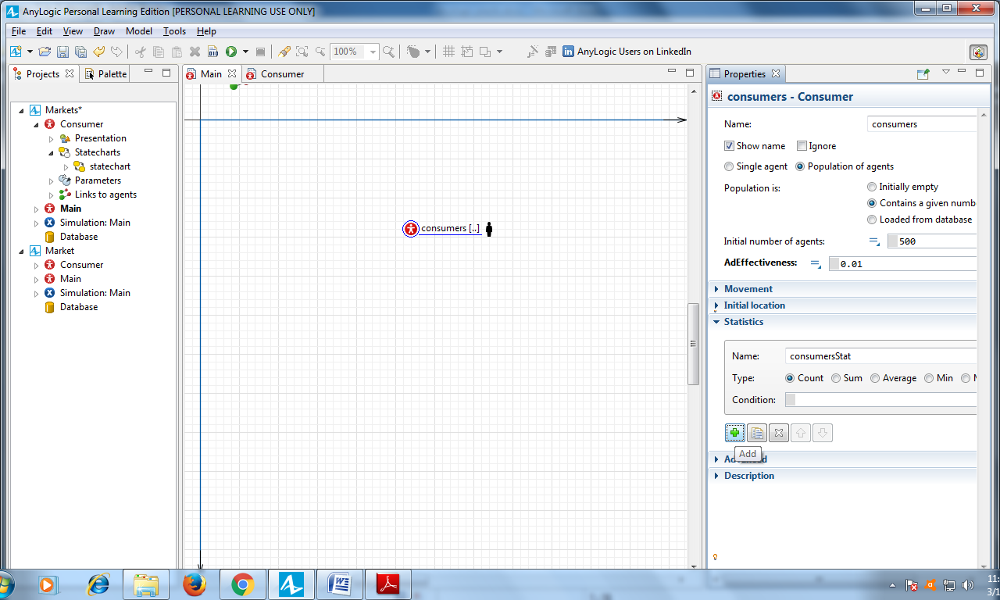 AnyLogic Personal Learning Edition [PERSONAL LEARNING USE ONLY]
File Edit View Draw Model Tools Help
100% AnyLogic Users on LinkedIn
Projects Palette Main Consumer Properties
Markets*
Consumer
Presentation
Statecharts
statechart
Parameters
Links to agents
Main
Simulation: Main
Database
Market
Consumer
Main
Simulation: Main
Database
consumers [..]
consumers - Consumer
Name: consumers
Show name Ignore
Single agent Population of agents
Population is: Initially empty
Contains a given numb
Loaded from database
Initial number of agents: 500
AdEffectiveness: 0.01
Movement
Initial location
Statistics
Name: consumersStat
Type: Count Sum Average Min
Condition:
Add
Description
11:
3/1